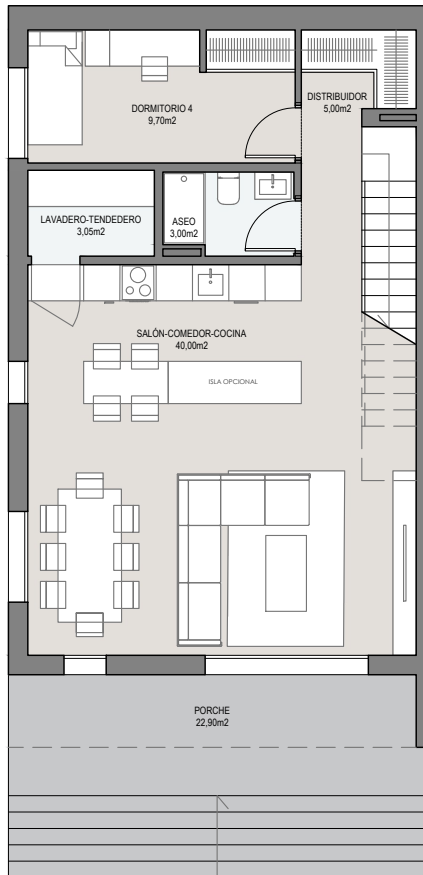 DORMITORIO 4
9,70m2
DISTRIBUIDOR
5,00m2
LAVADERO-TENDEDERO
3,05m2
ASEO
3,00m2
SALÓN-COMEDOR-COCINA
40,00m2
ISLA OPCIONAL
PORCHE
22,90m2